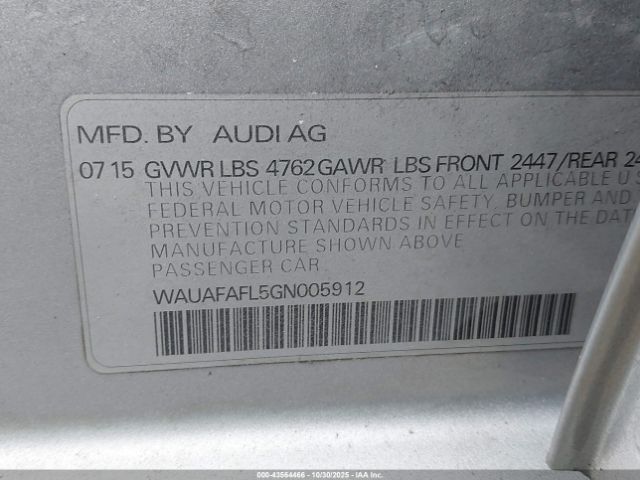 MFD. BY AUDI AG
07 15 GVWR LBS 4762 GAWR LBS FRONT 2447/REAR 24
THIS VEHICLE CONFORMS TO ALL APPLICABLE U S
FEDERAL MOTOR VEHICLE SAFETY, BUMPER AND
PREVENTION STANDARDS IN EFFECT ON THE DAT
MANUFACTURE SHOWN ABOVE
PASSENGER CAR
WAUAFAFL5GN005912
000-43564466 - 10/30/2025 - IAA, Inc.